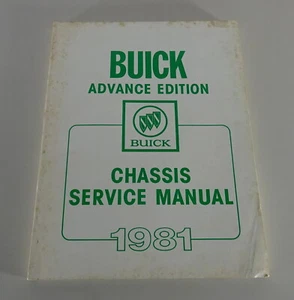 BUICK
ADVANCE EDITION
BUICK
CHASSIS
SERVICE MANUAL
1981